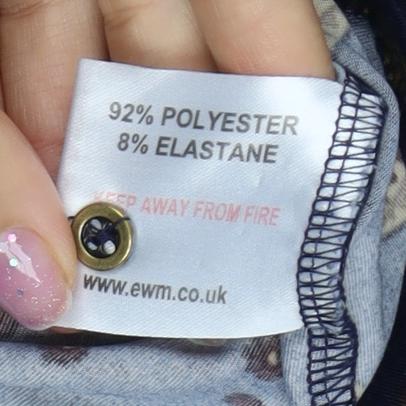 92% POLYESTER
8% ELASTANE
KEEP AWAY FROM FIRE
www.ewm.co.uk